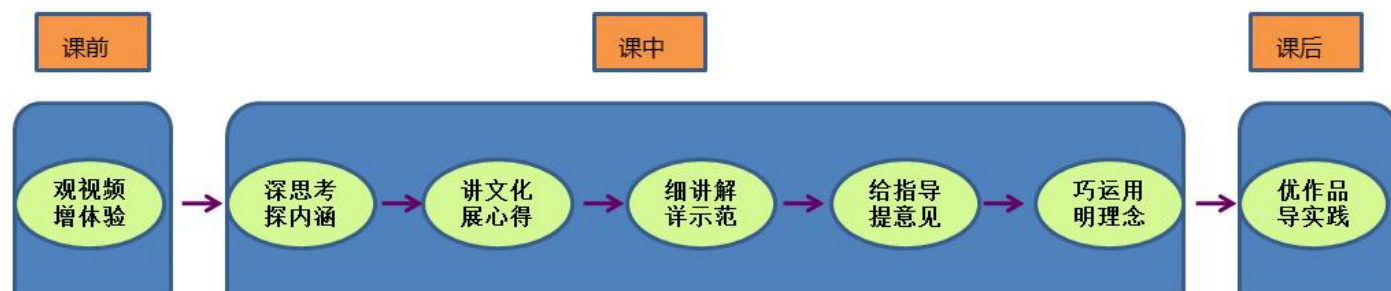 课前
课中
课后
观视频
增体验
深思考
探内涵
讲文化
展心得
细讲解
详示范
给指导
提意见
巧运用
明理念
优作品
导实践